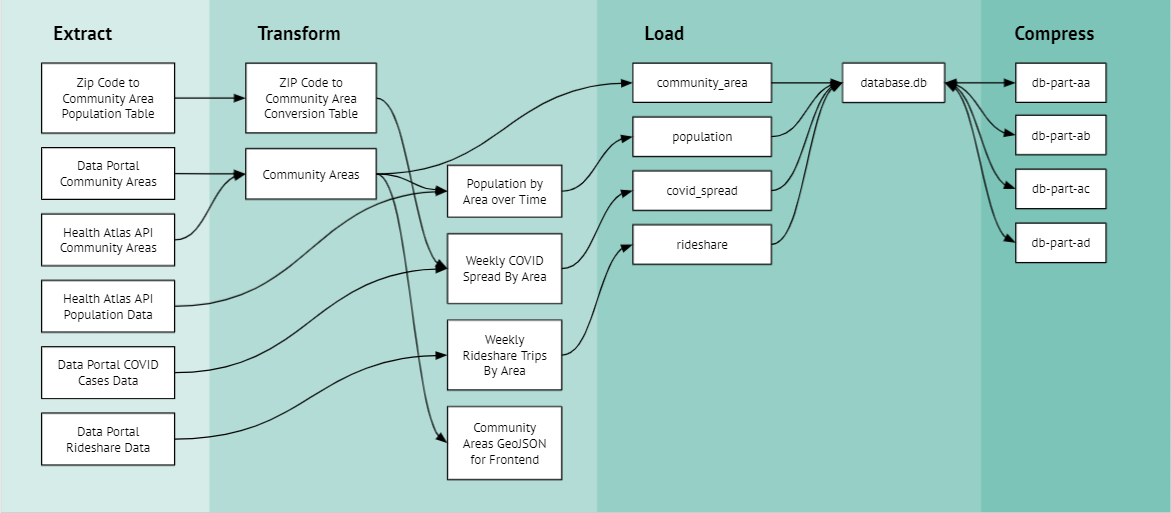 Extract
Transform
Load
Compress
Zip Code to
Community Area
Population Table
Data Portal
Community Areas
Health Atlas API
Community Areas
Health Atlas API
Population Data
Data Portal COVID
Cases Data
Data Portal
Rideshare Data
ZIP Code to
Community Area
Conversion Table
Community Areas
Population by
Area over Time
Weekly COVID
Spread By Area
Weekly
Rideshare Trips
By Area
Community
Areas GeoJSON
for Frontend
community_area
population
covid_spread
rideshare
database.db
db-part-aa
db-part-ab
db-part-ac
db-part-ad